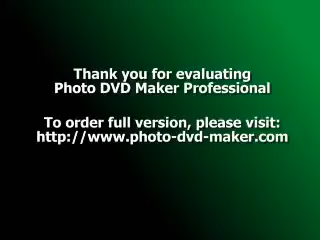 Thank you for evaluating
Photo DVD Maker Professional
To order full version, please visit:
http://www.photo-dvd-maker.com